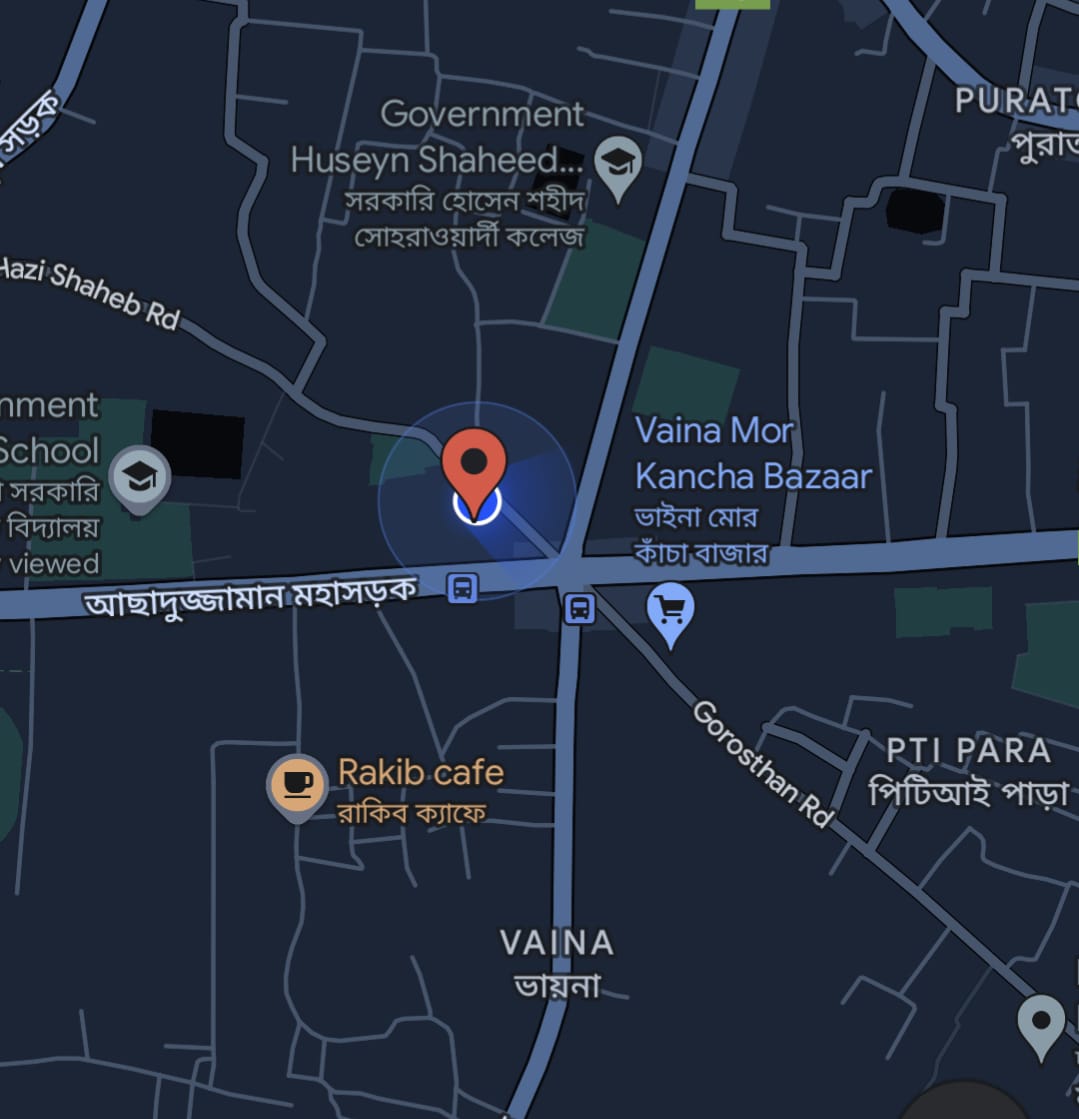 সড়ক
PURATO
পুরাত
Government
Huseyn Shaheed...
সরকারি হোসেন শহীদ
সোহরাওয়ার্দী কলেজ
Hazi Shaheb Rd
nment
School
সরকারি
বিদ্যালয়
viewed
Vaina Mor
Kancha Bazaar
ভাইনা মোর
কাঁচা বাজার
আছাদুজ্জামান মহাসড়ক
Gorosthan Rd
PTI PARA
পিটিআই পাড়া
Rakib cafe
রাকিব ক্যাফে
VAINA
ভায়না